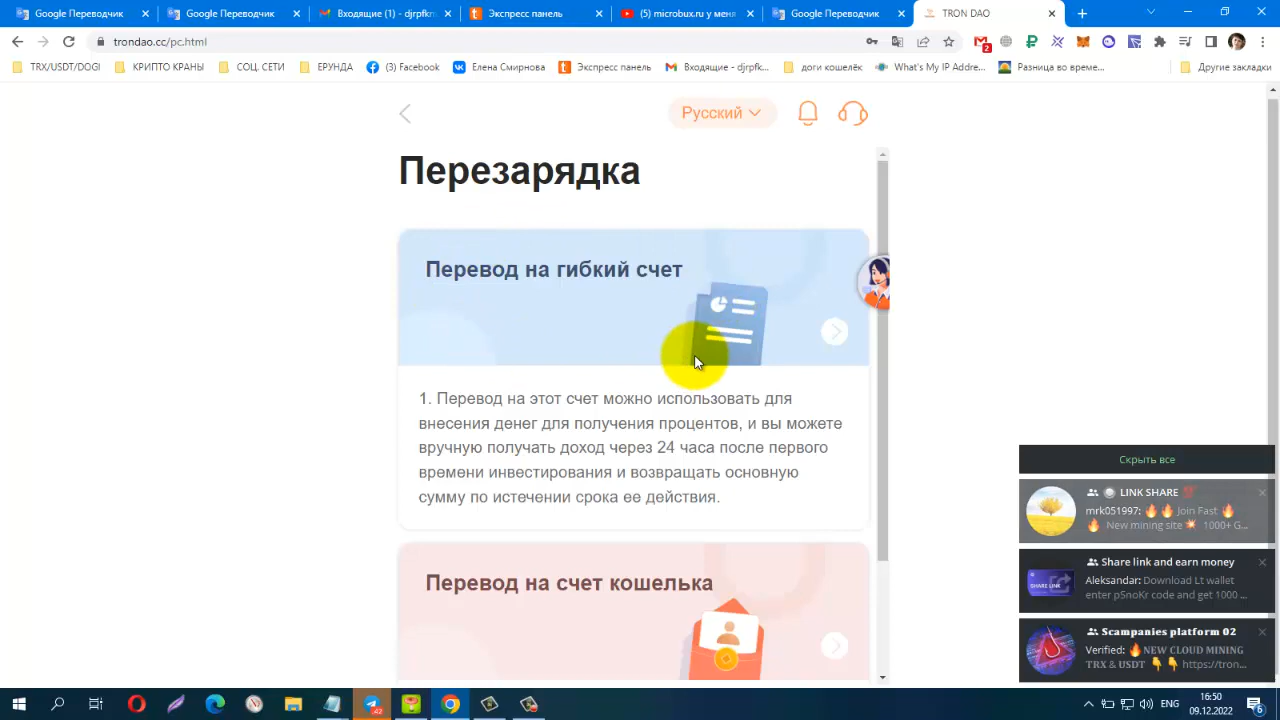 Google Переводчик
Google Переводчик
Входящие (1) - djrpfkr
Экспресс панель
(5) microbux.ru у меня
Google Переводчик
TRON DAO
trondao.cc/pc.html
2
TRX/USDT/DOGI
КРИПТО КРАНЫ
СОЦ. СЕТИ
ЕРУНДА
(3) Facebook
Елена Смирнова
Экспресс панель
Входящие - djrpfk...
доги кошелёк
What's My IP Addre...
Разница во време...
Другие закладки
Русский
Перезарядка
Перевод на гибкий счет
1. Перевод на этот счет можно использовать для
внесения денег для получения процентов, и вы можете
вручную получать доход через 24 часа после первого
времени инвестирования и возвращать основную
сумму по истечении срока ее действия.
Перевод на счет кошелька
Скрыть все
LINK SHARE 💯
mrk051997: 🔥🔥 Join Fast 🔥
🔥 New mining site 💥 1000+ G...
Share link and earn money
Aleksandar: Download Lt wallet
enter pSnoKr code and get 1000 ...
SHARE LINK
Scampanies platform 02
Verified: 🔥NEW CLOUD MINING
TRX & USDT 👇👇 https://tron...
ENG
16:50
09.12.2022
6